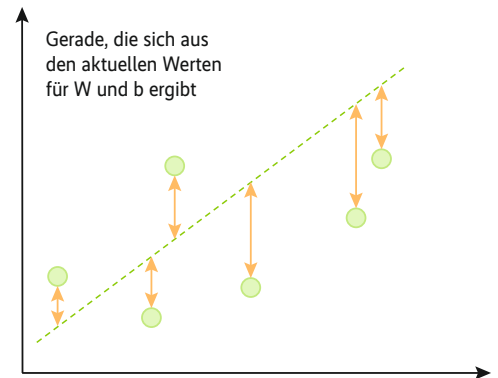 Gerade, die sich aus
den aktuellen Werten
für W und b ergibt